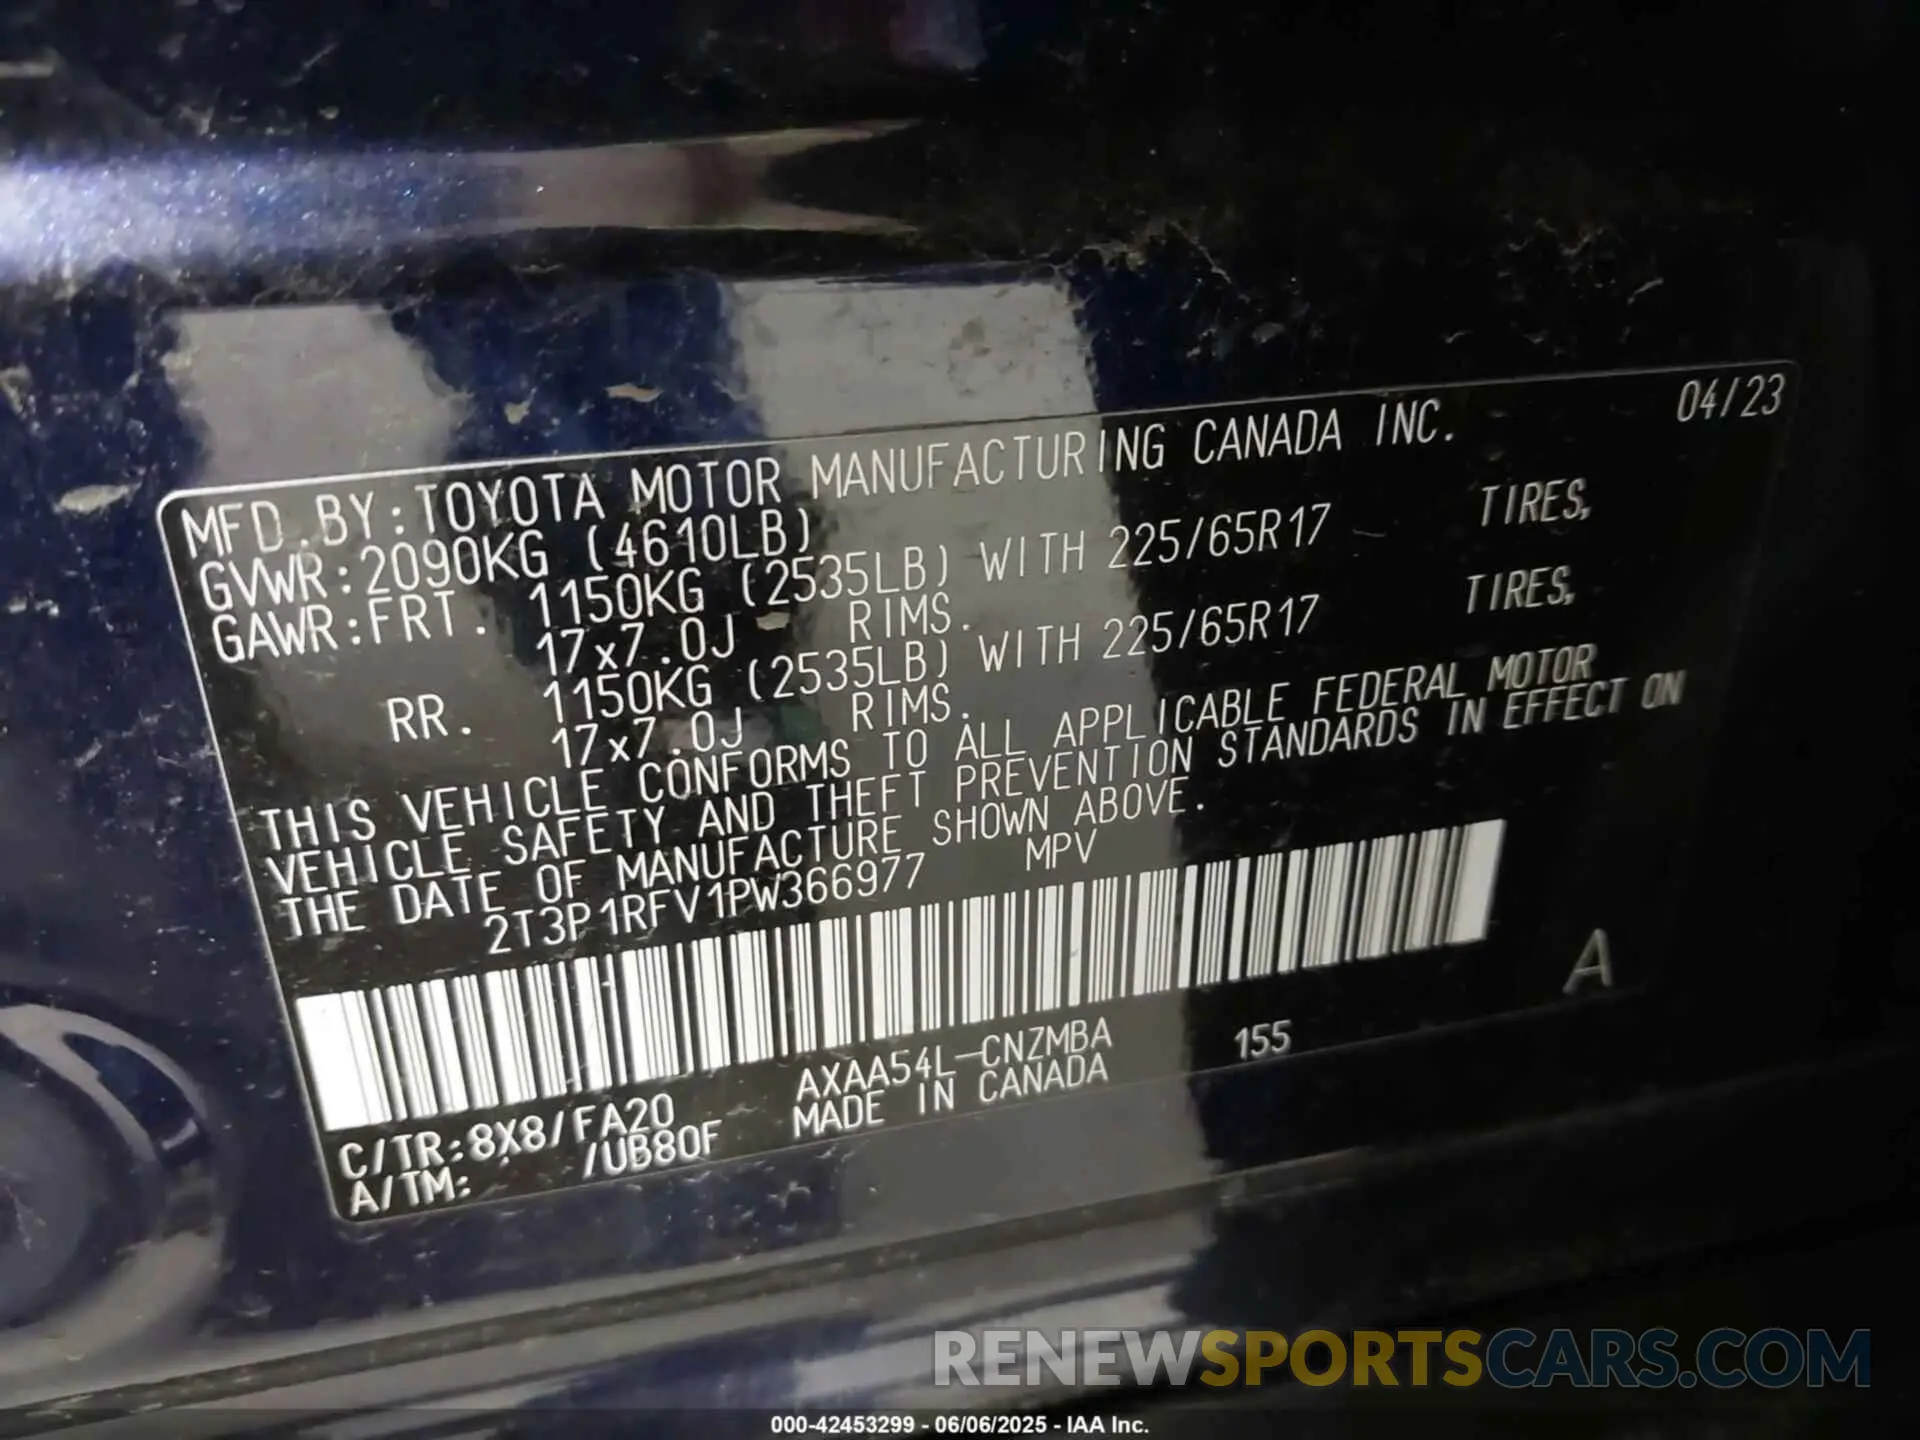 MFD.BY:TOYOTA MOTOR MANUFACTURING CANADA INC. 04/23
GVWR:2090KG (4610LB)
GAWR:FRT. 1150KG (2535LB) WITH 225/65R17 TIRES,
17x7.0J RIMS.
RR. 1150KG (2535LB) WITH 225/65R17 TIRES,
17x7.0J RIMS.
THIS VEHICLE CONFORMS TO ALL APPLICABLE FEDERAL MOTOR
VEHICLE SAFETY AND THEFT PREVENTION STANDARDS IN EFFECT ON
THE DATE OF MANUFACTURE SHOWN ABOVE.
2T3P1RFV1PW366977 MPV
A
AXAA54L-CNZMBA 155
MADE IN CANADA
C/TR:8X8/FA20
A/TM: /UB80F
RENEWSPORTSCARS.COM
000-42453299 - 06/06/2025 - IAA Inc.